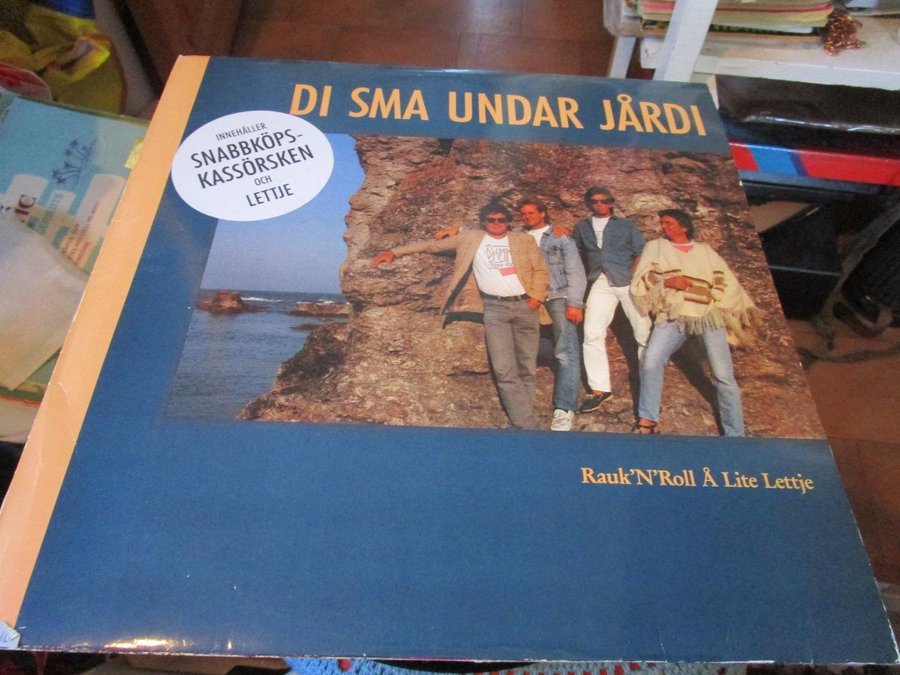 DI SMA UNDAR JÅRDI
INNEHÅLLER
SNABBKÖPS-
KASSÖRSKEN
OCH
LETTJE
Rauk'N'Roll Å Lite Lettje